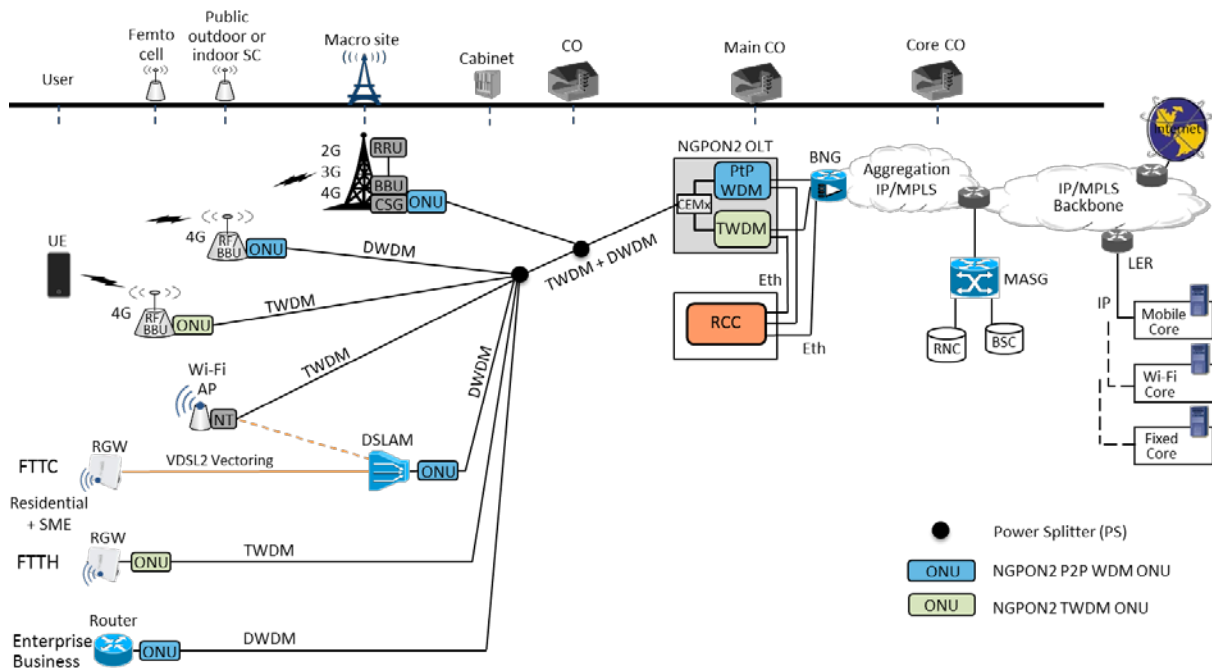 Public
outdoor or
indoor SC
Femto
cell
User
Macro site
Cabinet
CO
Main CO
Core CO
Internet
NGPON2 OLT
BNG
2G
3G
4G
RRU
BBU
CSG
ONU
PtP
WDM
CEMx
TWDM
Aggregation
IP/MPLS
IP/MPLS
Backbone
4G
RF/
BBU
ONU
DWDM
TWDM + DWDM
UE
TWDM
4G
RF/
BBU
ONU
Eth
RCC
Eth
MASG
LER
IP
RNC
BSC
Mobile
Core
Wi-Fi
Core
Fixed
Core
Wi-Fi
AP
NT
TWDM
DWDM
RGW
DSLAM
FTTC
VDSL2 Vectoring
ONU
Residential
+ SME
RGW
FTTH
ONU
TWDM
Router
Enterprise
Business
ONU
DWDM
Power Splitter (PS)
ONU
NGPON2 P2P WDM ONU
ONU
NGPON2 TWDM ONU